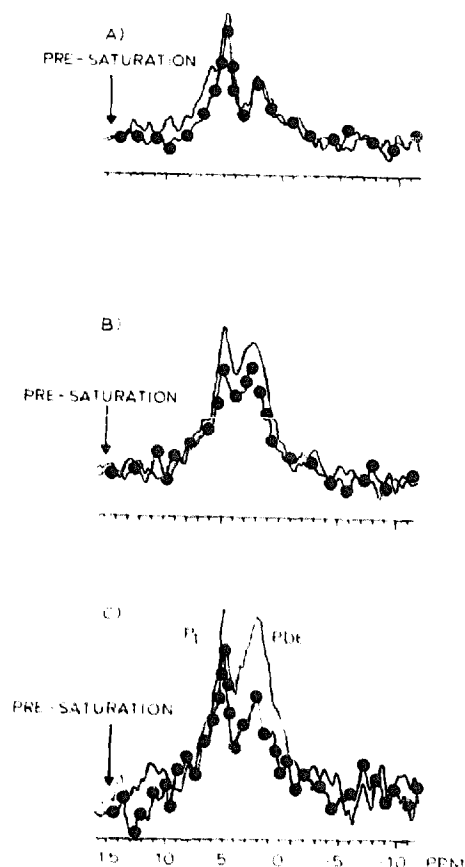 A)
PRE-SATURATION
B)
PRE-SATURATION
C)
Pi PDE
PRE-SATURATION
15 10 5 0 -5 -10 PPM